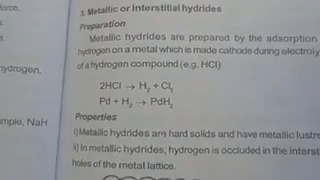 force,
3. Metallic or Interstitial hydrides
Preparation
Metallic hydrides are prepared by the adsorption
hydrogen on a metal which is made cathode during electroly
of a hydrogen compound (e.g. HCl)
hydrogen,
2HCl → H₂ + Cl₂
Pd + H₂ → PdH₂
Properties
mple, NaH
i) Metallic hydrides are hard solids and have metallic lustre
ii) In metallic hydrides, hydrogen is occluded in the interst
holes of the metal lattice.